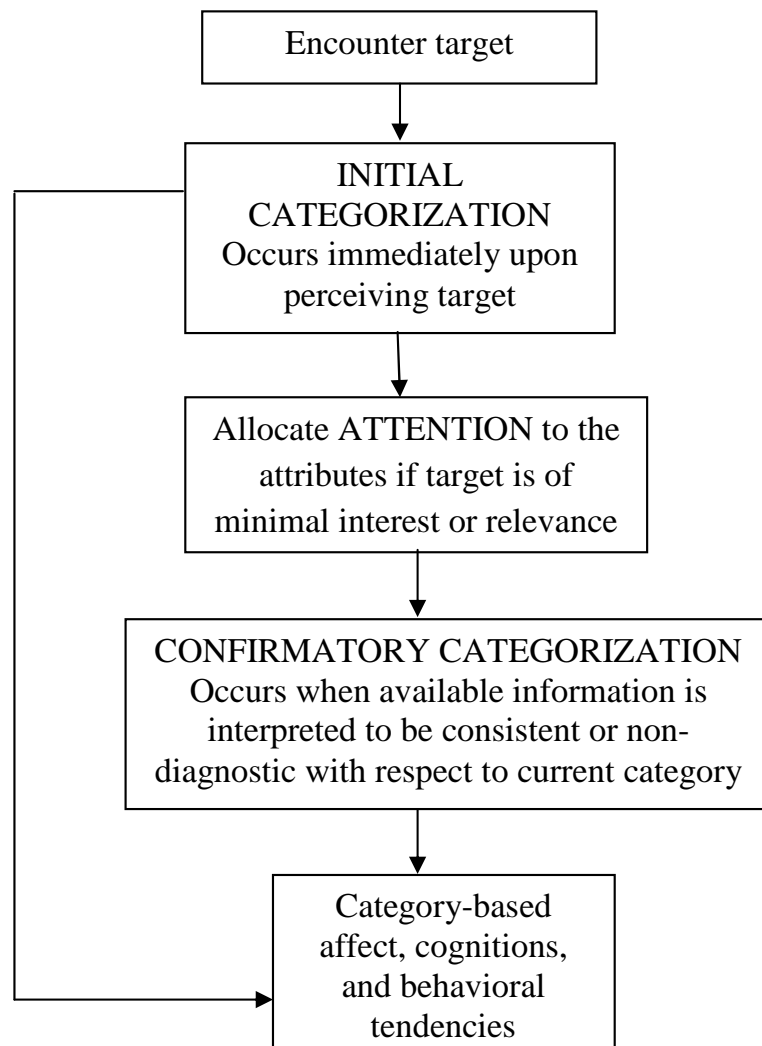 Encounter target
INITIAL
CATEGORIZATION
Occurs immediately upon
perceiving target
Allocate ATTENTION to the
attributes if target is of
minimal interest or relevance
CONFIRMATORY CATEGORIZATION
Occurs when available information is
interpreted to be consistent or non-
diagnostic with respect to current category
Category-based
affect, cognitions,
and behavioral
tendencies